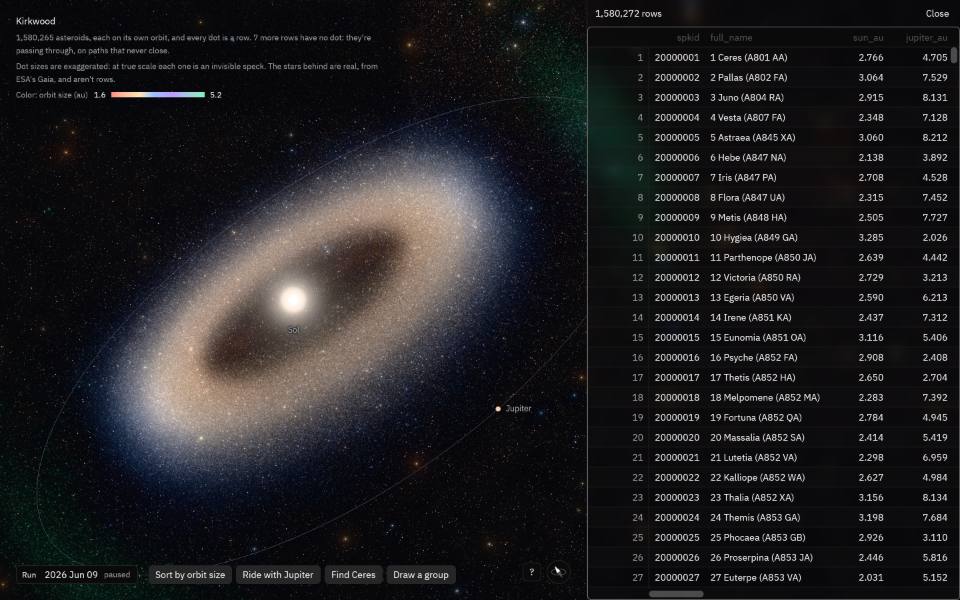 Kirkwood
1,580,265 asteroids, each on its own orbit, and every dot is a row. 7 more rows have no dot: they're
passing through, on paths that never close.
Dot sizes are exaggerated: at true scale each one is an invisible speck. The stars behind are real, from
ESA's Gaia, and aren't rows.
Color: orbit size (au) 1.6 5.2
Sol
Jupiter
Run 2026 Jun 09 paused Sort by orbit size Ride with Jupiter Find Ceres Draw a group ?
1,580,272 rows Close
spkid full_name sun_au jupiter_au
1 20000001 1 Ceres (A801 AA) 2.766 4.705
2 20000002 2 Pallas (A802 FA) 3.064 7.529
3 20000003 3 Juno (A804 RA) 2.915 8.131
4 20000004 4 Vesta (A807 FA) 2.348 7.128
5 20000005 5 Astraea (A845 XA) 3.060 8.212
6 20000006 6 Hebe (A847 NA) 2.138 3.892
7 20000007 7 Iris (A847 PA) 2.708 4.528
8 20000008 8 Flora (A847 UA) 2.315 7.452
9 20000009 9 Metis (A848 HA) 2.505 7.727
10 20000010 10 Hygiea (A849 GA) 3.285 2.026
11 20000011 11 Parthenope (A850 JA) 2.639 4.442
12 20000012 12 Victoria (A850 RA) 2.729 3.213
13 20000013 13 Egeria (A850 VA) 2.590 6.213
14 20000014 14 Irene (A851 KA) 2.437 7.312
15 20000015 15 Eunomia (A851 OA) 3.116 5.406
16 20000016 16 Psyche (A852 FA) 2.908 2.408
17 20000017 17 Thetis (A852 HA) 2.650 2.704
18 20000018 18 Melpomene (A852 MA) 2.283 7.392
19 20000019 19 Fortuna (A852 QA) 2.784 4.945
20 20000020 20 Massalia (A852 SA) 2.414 5.419
21 20000021 21 Lutetia (A852 VA) 2.298 6.959
22 20000022 22 Kalliope (A852 WA) 2.627 4.984
23 20000023 23 Thalia (A852 XA) 3.156 8.134
24 20000024 24 Themis (A853 GA) 3.198 7.684
25 20000025 25 Phocaea (A853 GB) 2.926 3.110
26 20000026 26 Proserpina (A853 JA) 2.446 5.816
27 20000027 27 Euterpe (A853 VA) 2.031 5.152